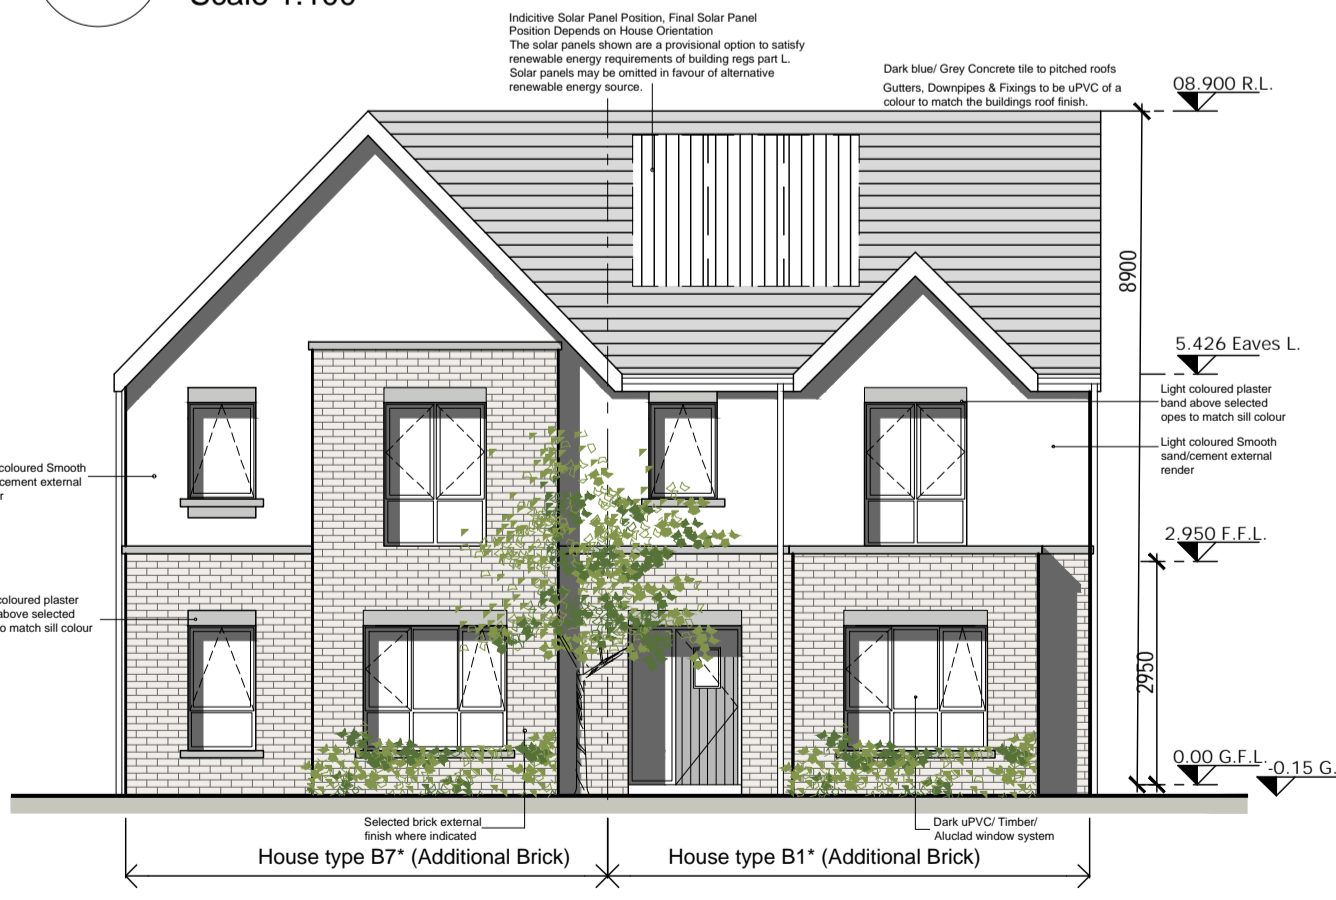 Scale 1:100
Indicitive Solar Panel Position, Final Solar Panel
Position Depends on House Orientation
The solar panels shown are a provisional option to satisfy
renewable energy requirements of building regs part L.
Solar panels may be omitted in favour of alternative
renewable energy source.
Dark blue/ Grey Concrete tile to pitched roofs
Gutters, Downpipes & Fixings to be uPVC of a
colour to match the buildings roof finish.
08.900 R.L.
8900
5.426 Eaves L.
Light coloured plaster
band above selected
opes to match sill colour
Light coloured Smooth
sand/cement external
render
coloured Smooth
cement external
r
2.950 F.F.L.
coloured plaster
above selected
to match sill colour
2950
0.00 G.F.L.
-0.15 G.
Selected brick external
finish where indicated
Dark uPVC/ Timber/
Aluclad window system
House type B7* (Additional Brick)
House type B1* (Additional Brick)